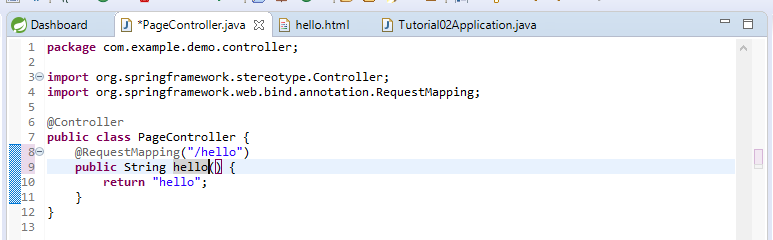 Dashboard *PageController.java hello.html Tutorial02Application.java
1 package com.example.demo.controller;
2
3 import org.springframework.stereotype.Controller;
4 import org.springframework.web.bind.annotation.RequestMapping;
5
6 @Controller
7 public class PageController {
8 @RequestMapping("/hello")
9 public String hello() {
10 return "hello";
11 }
12 }
13